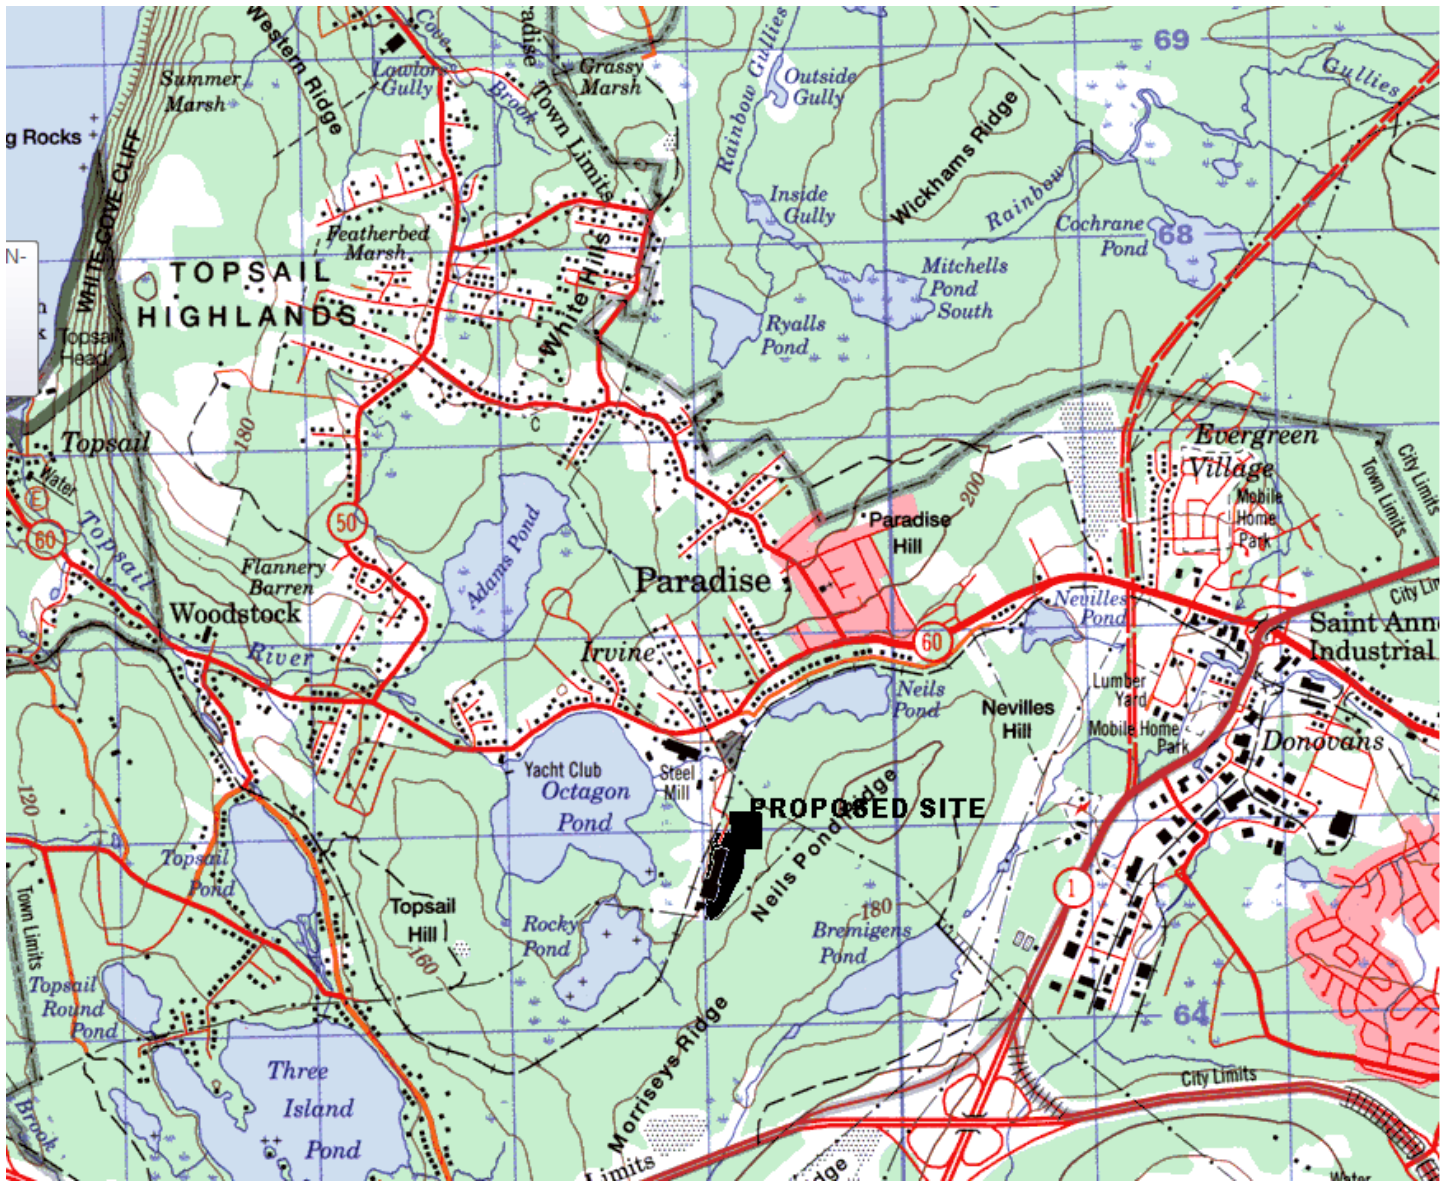 69
Cove
Western Ridge
Summer
Marsh
Lawlors
Gully
Brook
Grassy
Marsh
Town Limits
Rainbow Gullies
Outside
Gully
Gullies
g Rocks
WHITE COVE CLIFF
Wickhams Ridge
Rainbow
Inside
Gully
Featherbed
Marsh
Cochrane
Pond
68
N-
TOPSAIL
HIGHLANDS
White Hills
Mitchells
Pond
South
Ryalls
Pond
Topsail
Head
C
Topsail
180
Evergreen
Village
City Limits
Town Limits
Water
E
60
Topsail
50
200
Mobile
Home
Park
Paradise
Hill
Adams Pond
Flannery
Barren
Paradise
Nevilles
Pond
City Lin
Woodstock
River
Irvine
60
Saint Ann
Industrial
Neils
Pond
Lumber
Yard
Nevilles
Hill
Mobile Home
Park
Donovans
Yacht Club
Octagon
Pond
Steel
Mill
120
PROPOSED SITE
Neils Pond Ridge
Topsail
Pond
1
Town Limits
Topsail
Hill
160
Rocky
Pond
180
Bremigens
Pond
Topsail
Round
Pond
64
Morriseys Ridge
Three
Island
Pond
City Limits
Brook
Limits
dge
Water